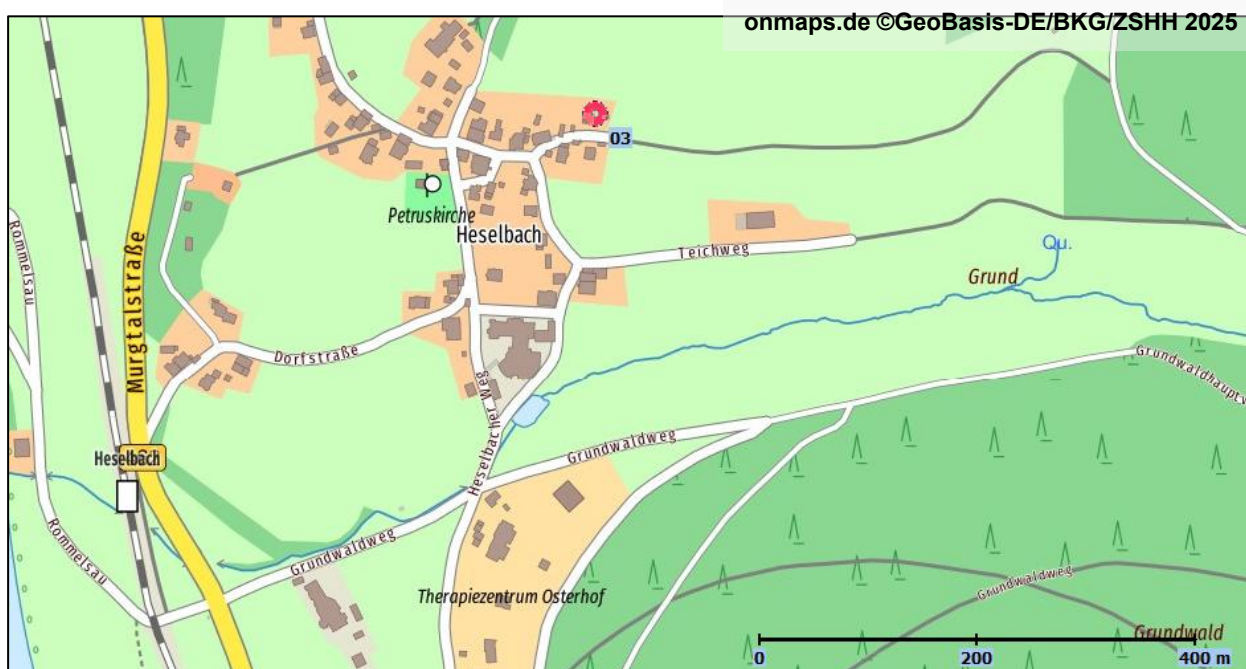 onmaps.de ©GeoBasis-DE/BKG/ZSHH 2025
03
Petruskirche
Heselbach
Rommelsau
Teichweg
Qu.
Grund
Murgtalstraße
Dorfstraße
Heselbacher Weg
Grundwaldweg
Heselbach
Rommelsau
Grundwaldweg
Therapiezentrum Osterhof
Grundwaldweg
Grundwald
0 200 400 m